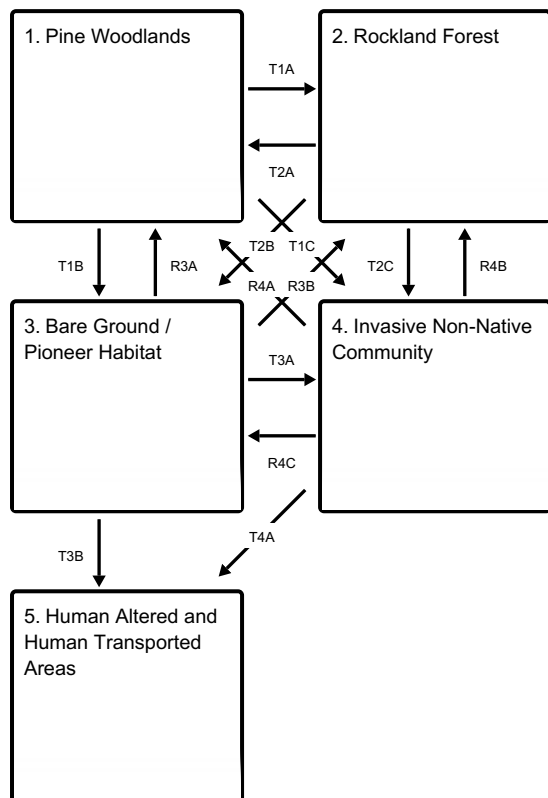 1. Pine Woodlands
2. Rockland Forest
T1A
T2A
T2B
T1C
T1B
R3A
T2C
R4B
R4A
R3B
3. Bare Ground /
Pioneer Habitat
4. Invasive Non-Native
Community
T3A
R4C
T4A
T3B
5. Human Altered and
Human Transported
Areas